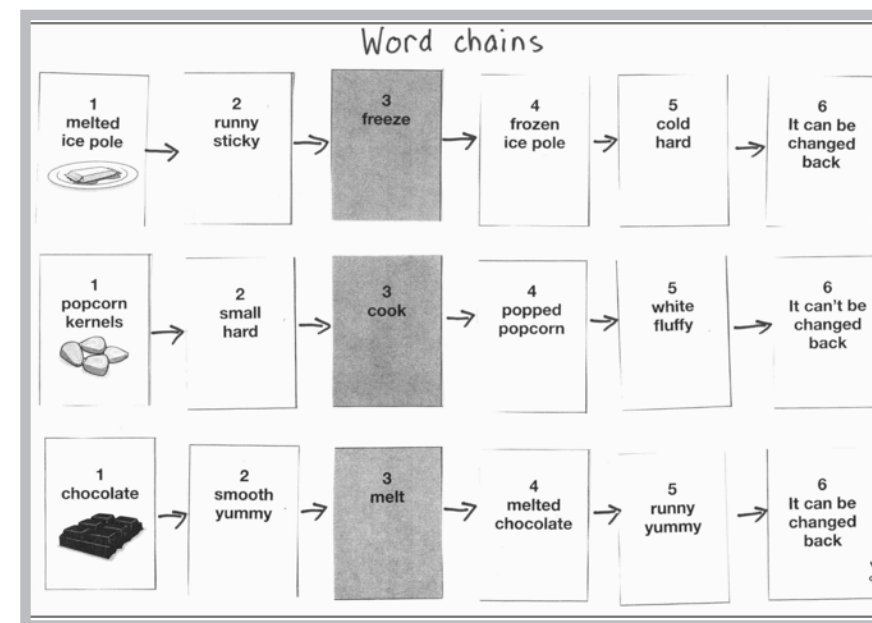 Word chains
1
melted
ice pole
2
runny
sticky
3
freeze
4
frozen
ice pole
5
cold
hard
6
It can be
changed
back
1
popcorn
kernels
2
small
hard
3
cook
4
popped
popcorn
5
white
fluffy
6
It can't be
changed
back
1
chocolate
2
smooth
yummy
3
melt
4
melted
chocolate
5
runny
yummy
6
It can be
changed
back